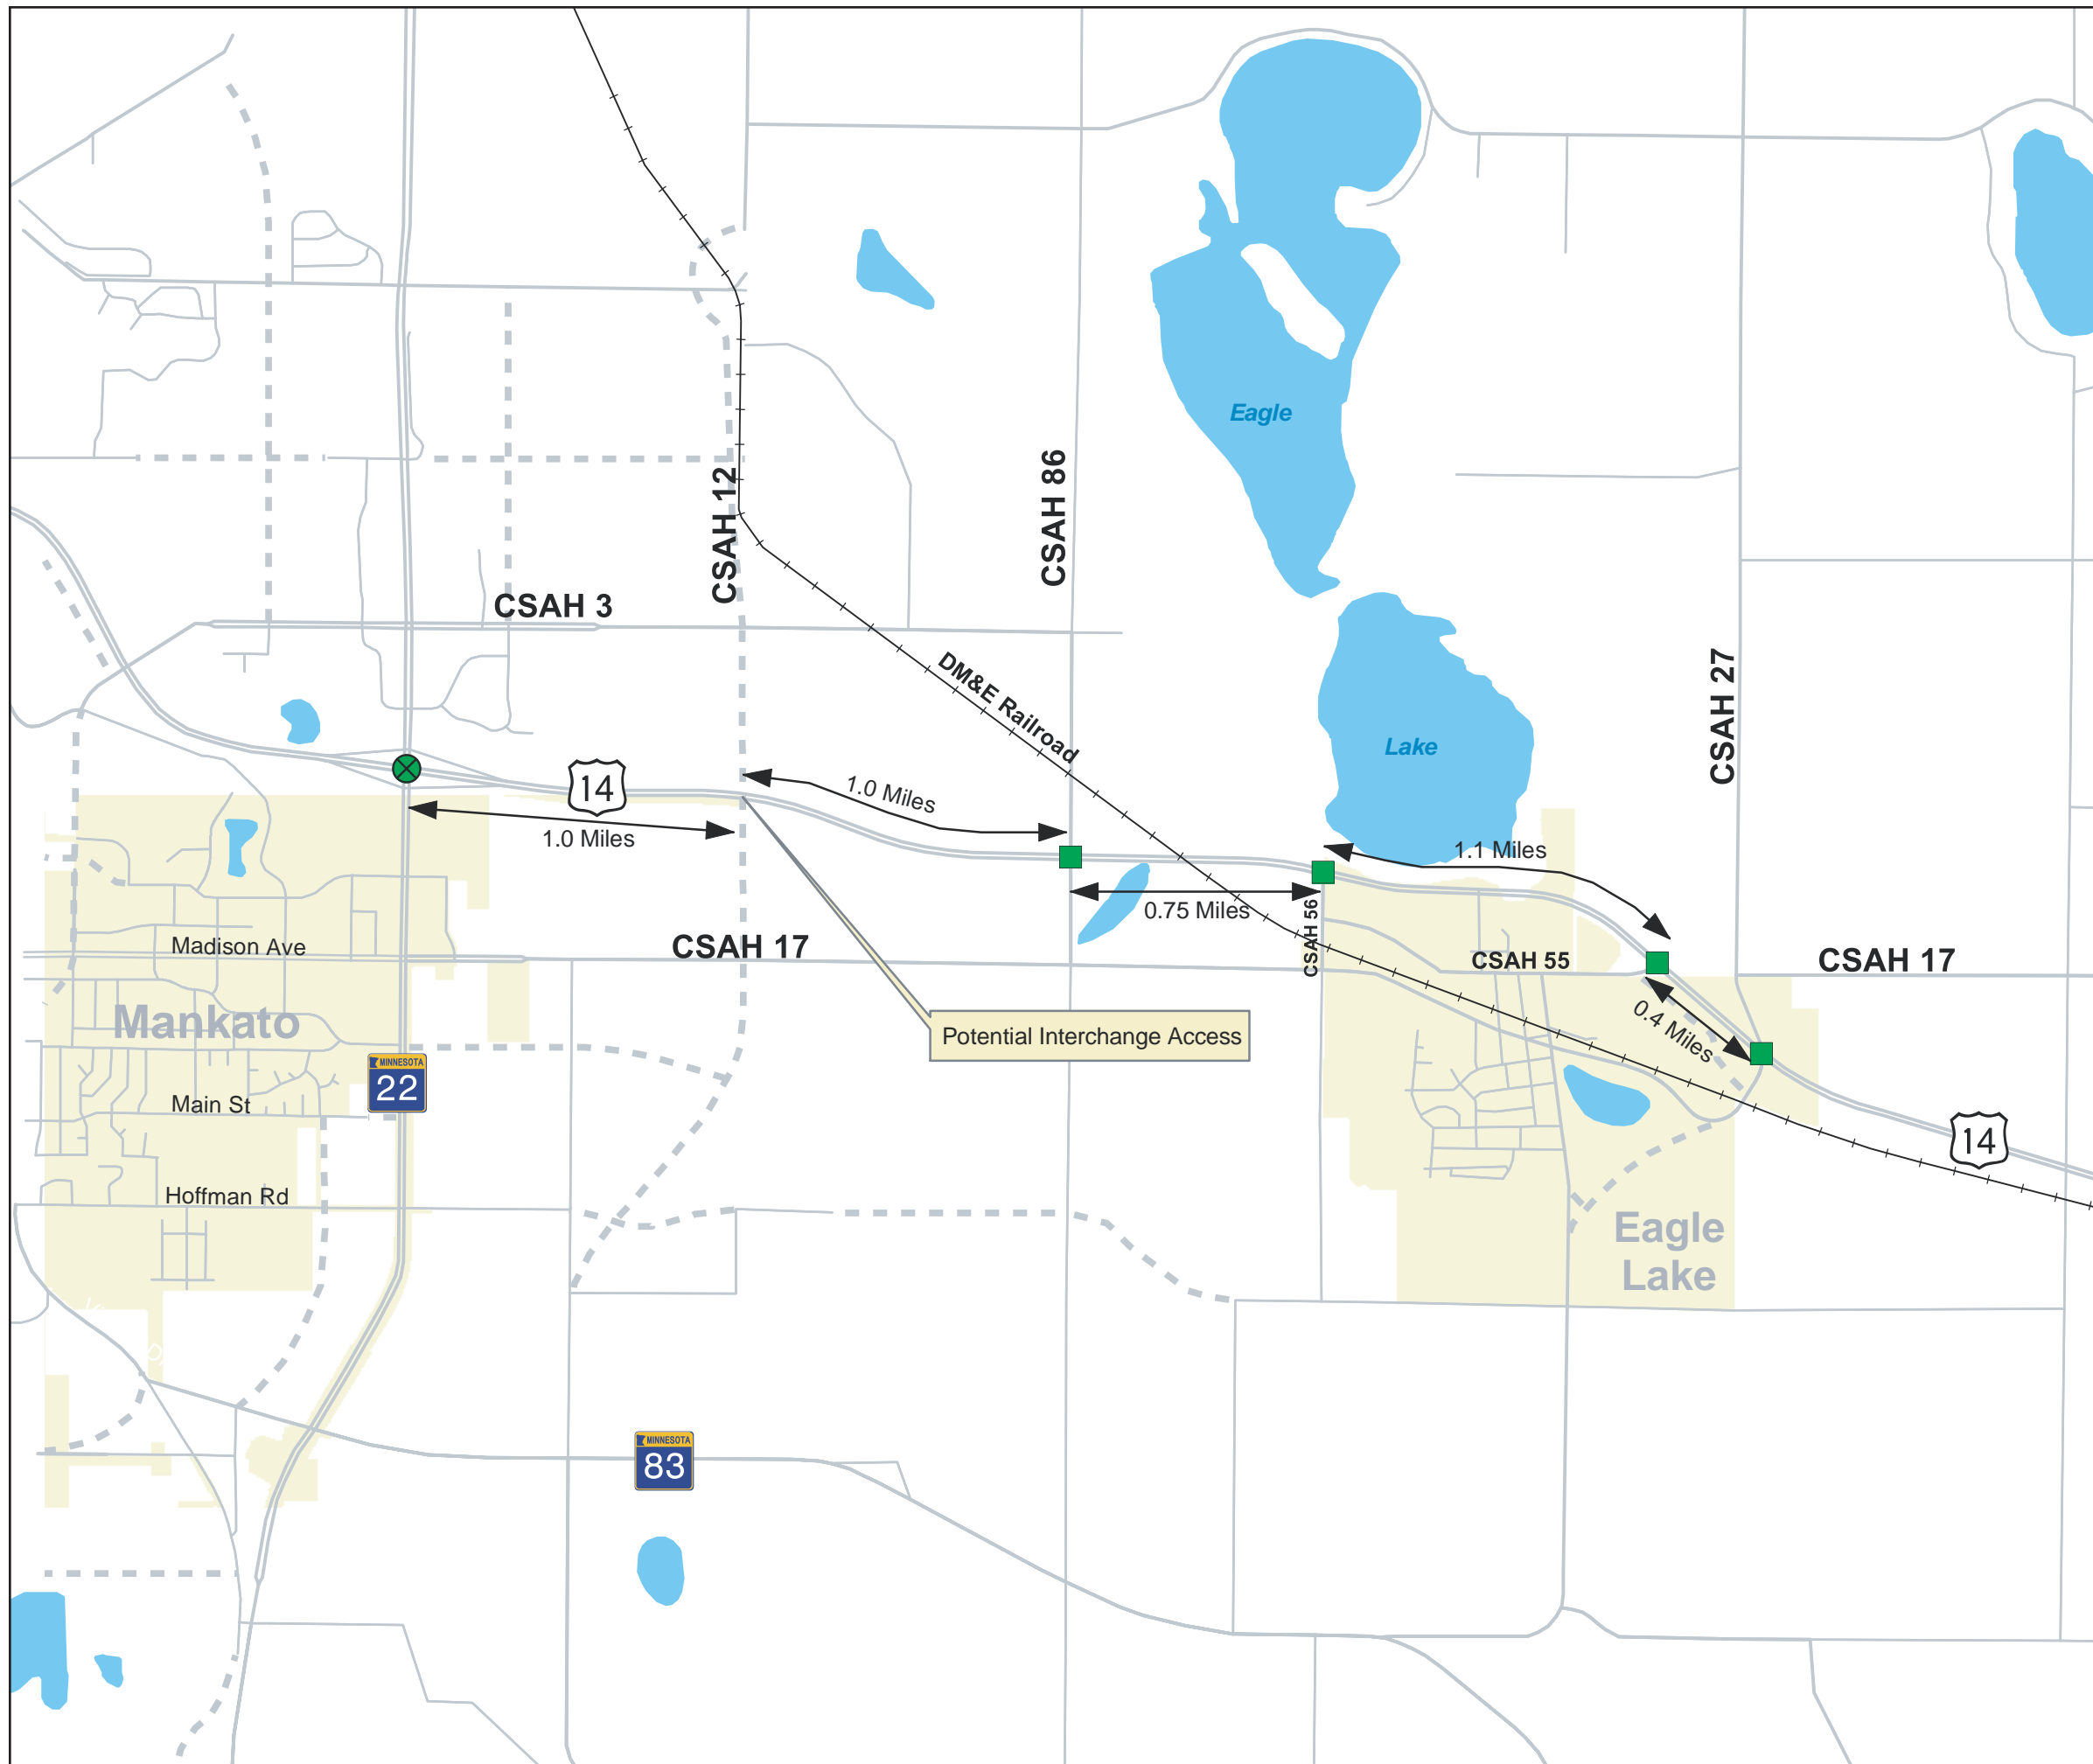 Eagle
CSAH 86
CSAH 12
CSAH 3
DM&E Railroad
CSAH 27
Lake
14
1.0 Miles
1.0 Miles
1.1 Miles
0.75 Miles
CSAH 56
Madison Ave
CSAH 17
CSAH 55
CSAH 17
Mankato
Potential Interchange Access
0.4 Miles
MINNESOTA
22
Main St
14
Hoffman Rd
Eagle
Lake
MINNESOTA
83